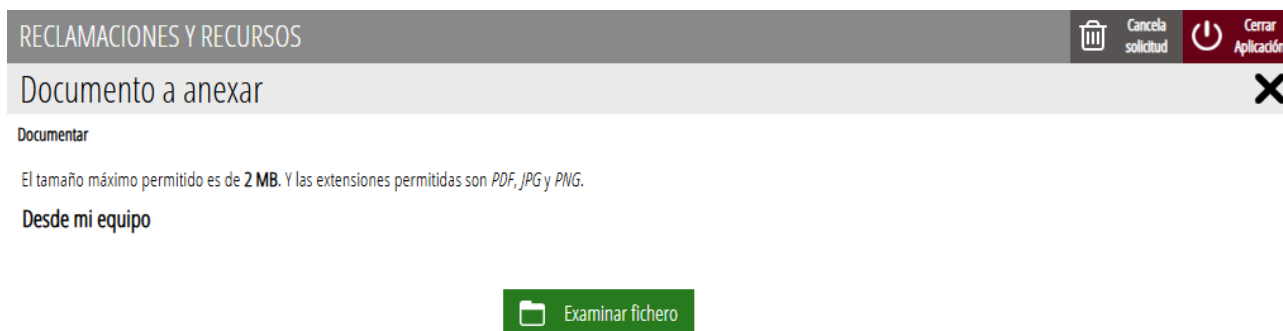 RECLAMACIONES Y RECURSOS
Cancela
solicitud
Cerrar
Aplicación
Documento a anexar
Documentar
El tamaño máximo permitido es de 2 MB. Y las extensiones permitidas son PDF, JPG y PNG.
Desde mi equipo
Examinar fichero